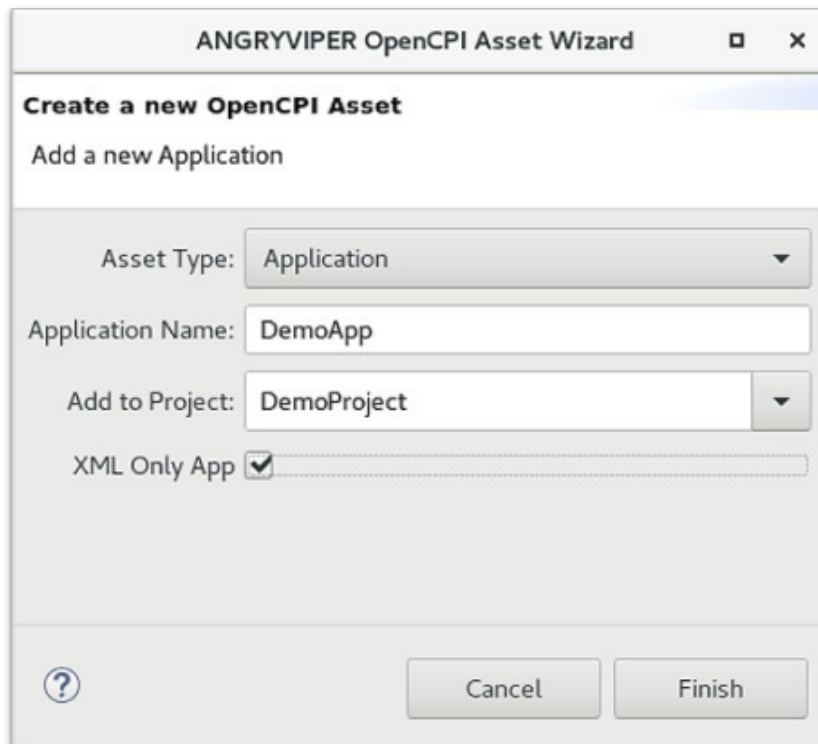 ANGRYVIPER OpenCPI Asset Wizard
Create a new OpenCPI Asset
Add a new Application
Asset Type: Application
Application Name: DemoApp
Add to Project: DemoProject
XML Only App
?
Cancel Finish